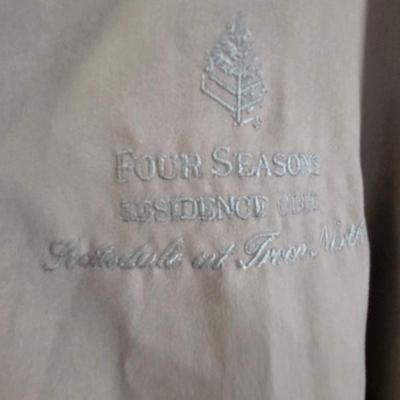 FOUR SEASONS
RESIDENCE CLUB
Scottsdale at Troon North